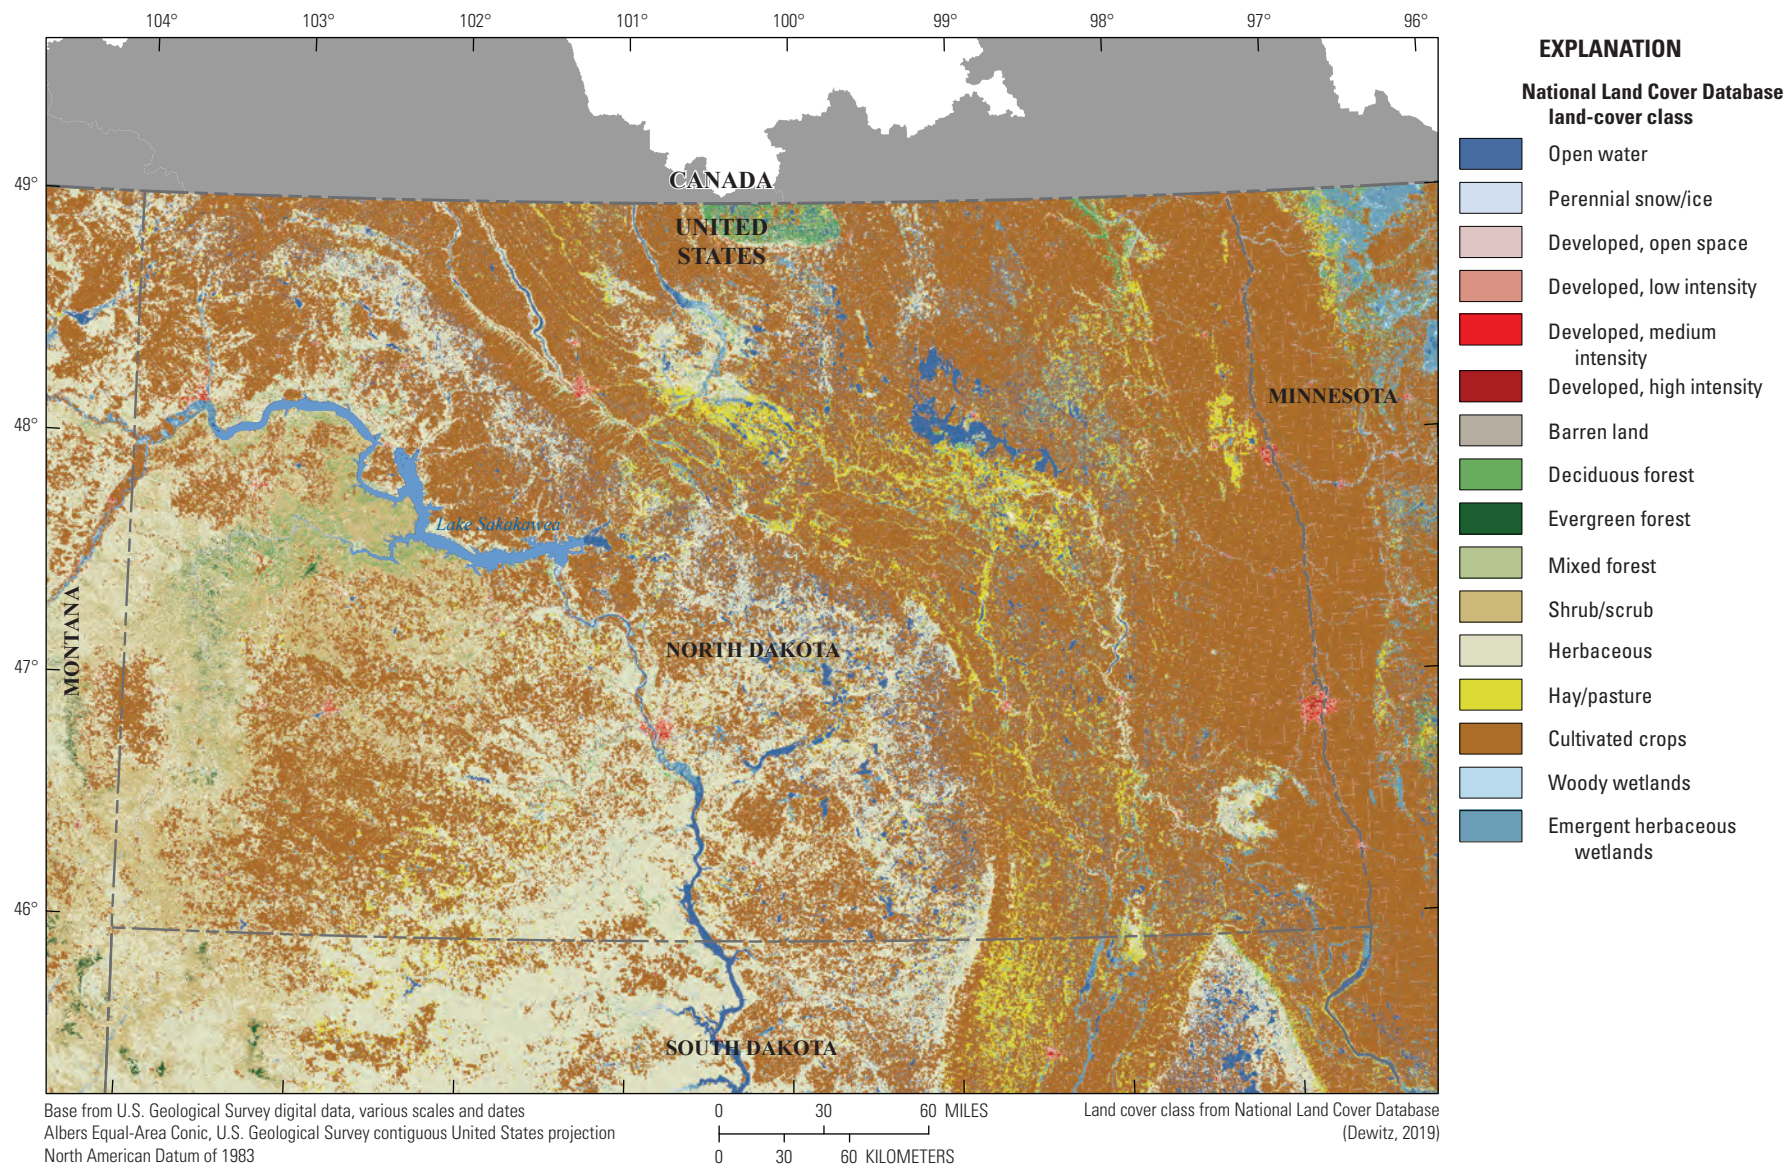 104° 103° 102° 101° 100° 99° 98° 97° 96°
49°
48°
47°
46°
CANADA
UNITED
STATES
MINNESOTA
Lake Sakakawea
MONTANA
NORTH DAKOTA
SOUTH DAKOTA
EXPLANATION
National Land Cover Database
land-cover class
Open water
Perennial snow/ice
Developed, open space
Developed, low intensity
Developed, medium
intensity
Developed, high intensity
Barren land
Deciduous forest
Evergreen forest
Mixed forest
Shrub/scrub
Herbaceous
Hay/pasture
Cultivated crops
Woody wetlands
Emergent herbaceous
wetlands
Base from U.S. Geological Survey digital data, various scales and dates
Albers Equal-Area Conic, U.S. Geological Survey contiguous United States projection
North American Datum of 1983
0 30 60 MILES
0 30 60 KILOMETERS
Land cover class from National Land Cover Database
(Dewitz, 2019)